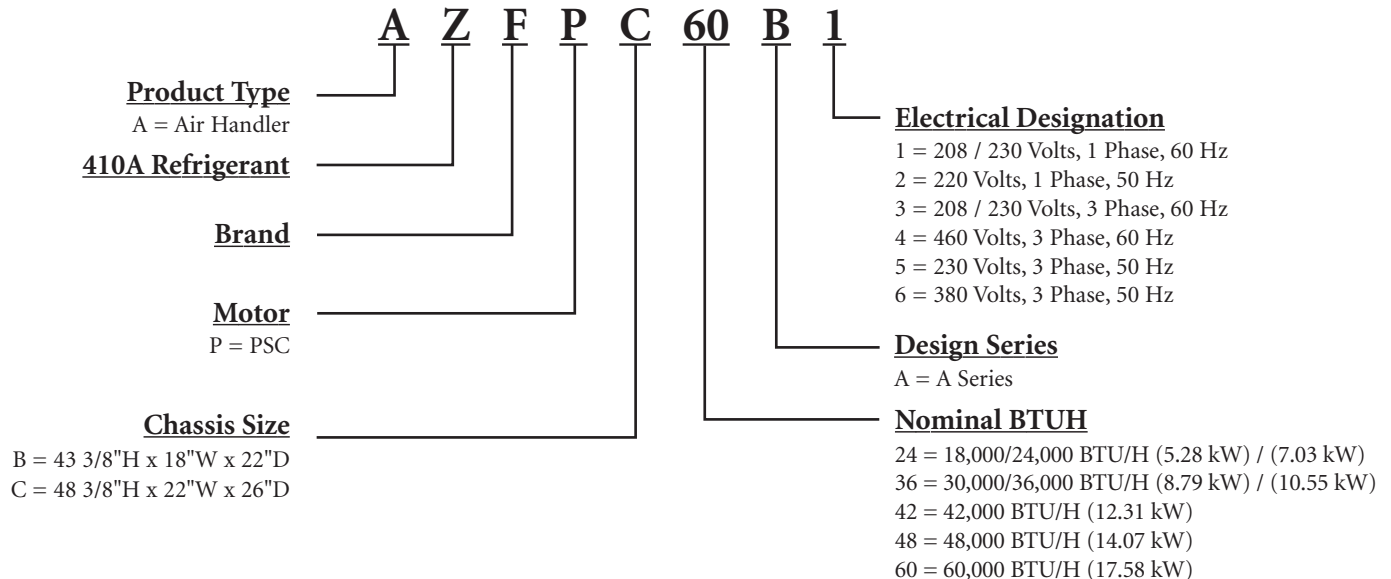 A Z F P C 60 B 1
Product Type
A = Air Handler
410A Refrigerant
Brand
Motor
P = PSC
Chassis Size
B = 43 3/8"H x 18"W x 22"D
C = 48 3/8"H x 22"W x 26"D
Electrical Designation
1 = 208 / 230 Volts, 1 Phase, 60 Hz
2 = 220 Volts, 1 Phase, 50 Hz
3 = 208 / 230 Volts, 3 Phase, 60 Hz
4 = 460 Volts, 3 Phase, 60 Hz
5 = 230 Volts, 3 Phase, 50 Hz
6 = 380 Volts, 3 Phase, 50 Hz
Design Series
A = A Series
Nominal BTUH
24 = 18,000/24,000 BTU/H (5.28 kW) / (7.03 kW)
36 = 30,000/36,000 BTU/H (8.79 kW) / (10.55 kW)
42 = 42,000 BTU/H (12.31 kW)
48 = 48,000 BTU/H (14.07 kW)
60 = 60,000 BTU/H (17.58 kW)